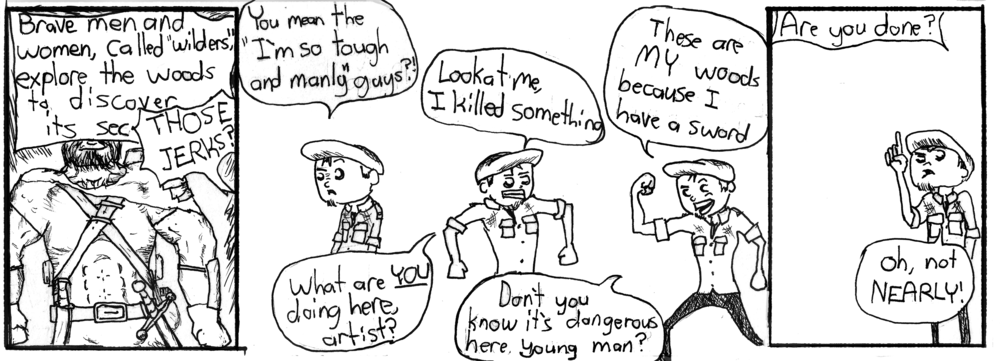 Brave men and
women, called "wilders",
explore the woods
to discover
its sec
THOSE
JERKS?
You mean the
"I'm so tough
and manly" guys?!
Look at me,
I killed something
These are
MY woods
because I
have a sword
What are YOU
doing here,
artist?
Don't you
know it's dangerous
here, young man?
Are you done?!
Oh, not
NEARLY!